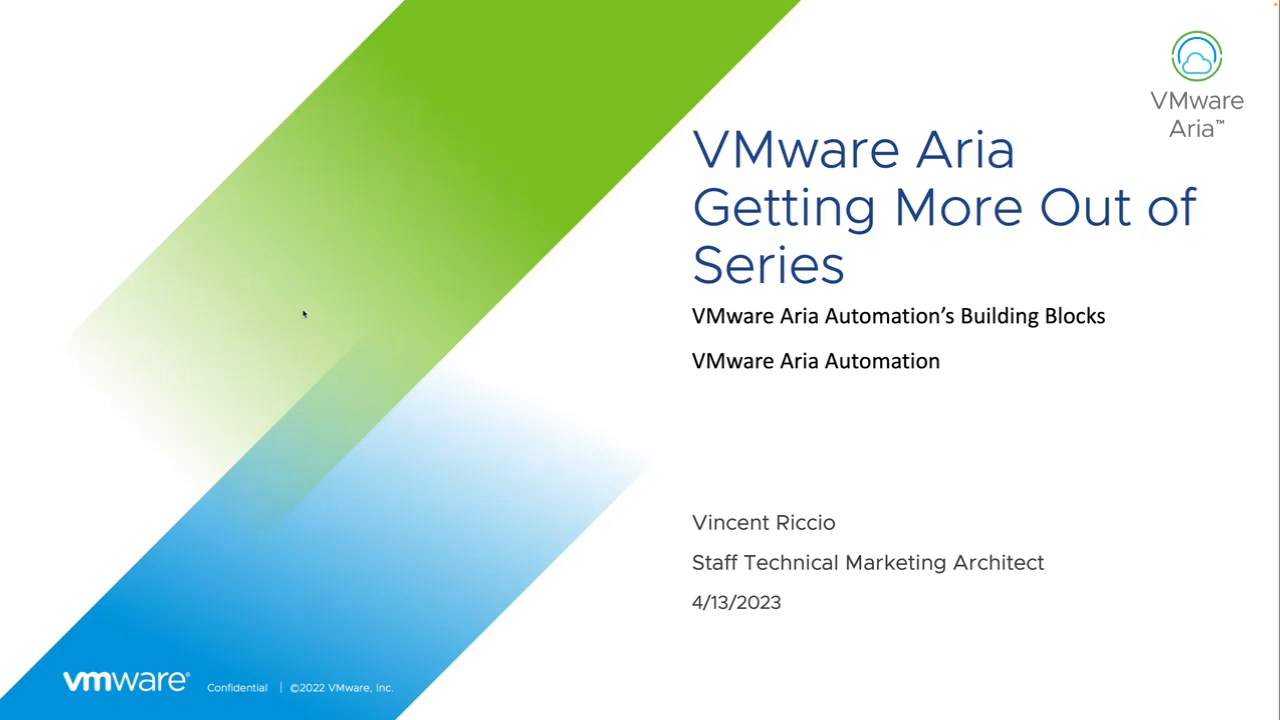 VMware
Aria™
VMware Aria
Getting More Out of
Series
VMware Aria Automation’s Building Blocks
VMware Aria Automation
Vincent Riccio
Staff Technical Marketing Architect
4/13/2023
vmware®
Confidential | ©2022 VMware, Inc.